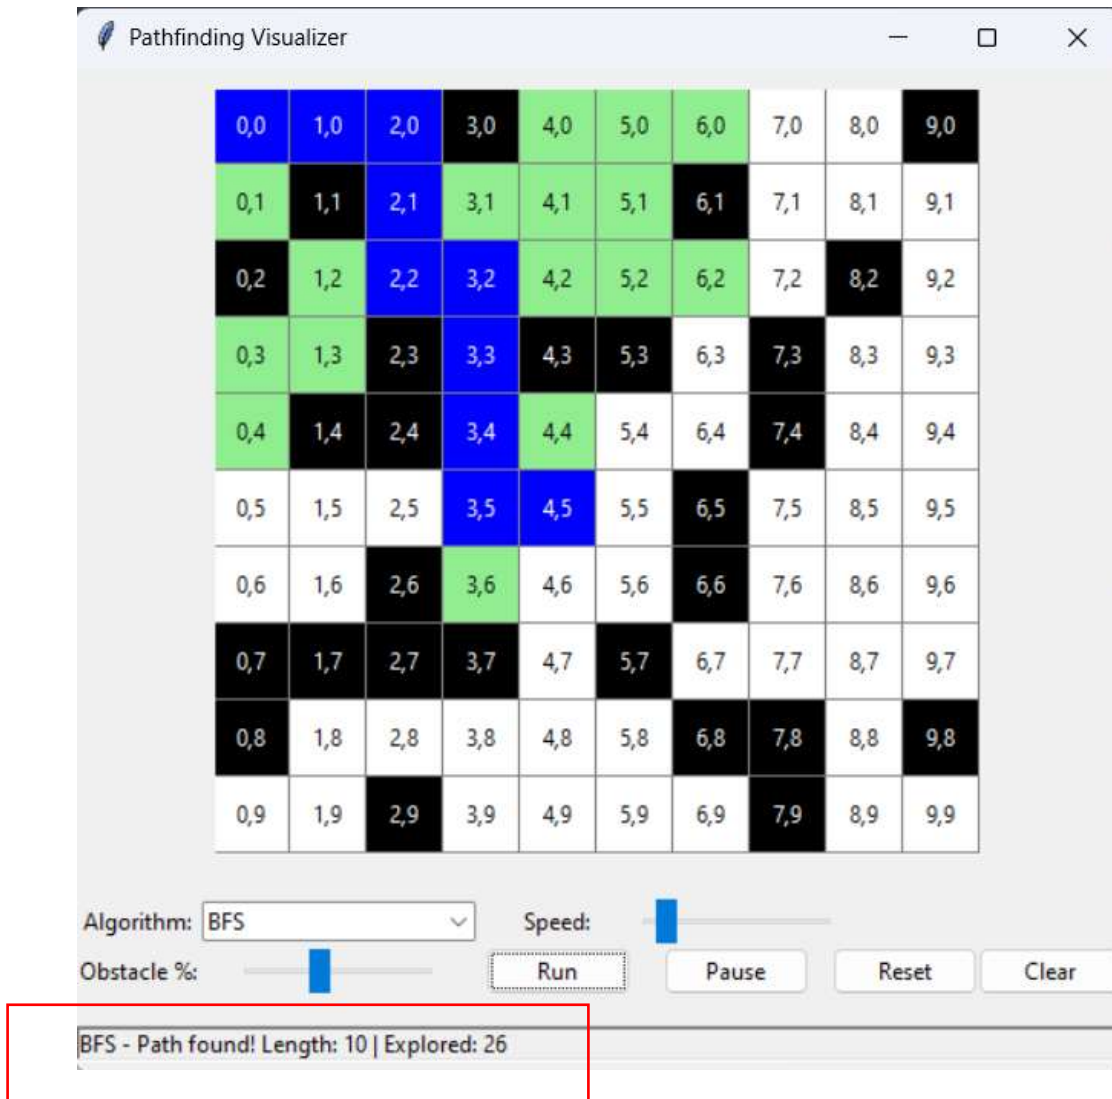 Pathfinding Visualizer
0,0 1,0 2,0 3,0 4,0 5,0 6,0 7,0 8,0 9,0
0,1 1,1 2,1 3,1 4,1 5,1 6,1 7,1 8,1 9,1
0,2 1,2 2,2 3,2 4,2 5,2 6,2 7,2 8,2 9,2
0,3 1,3 2,3 3,3 4,3 5,3 6,3 7,3 8,3 9,3
0,4 1,4 2,4 3,4 4,4 5,4 6,4 7,4 8,4 9,4
0,5 1,5 2,5 3,5 4,5 5,5 6,5 7,5 8,5 9,5
0,6 1,6 2,6 3,6 4,6 5,6 6,6 7,6 8,6 9,6
0,7 1,7 2,7 3,7 4,7 5,7 6,7 7,7 8,7 9,7
0,8 1,8 2,8 3,8 4,8 5,8 6,8 7,8 8,8 9,8
0,9 1,9 2,9 3,9 4,9 5,9 6,9 7,9 8,9 9,9
Algorithm: BFS Speed:
Obstacle %: Run Pause Reset Clear
BFS - Path found! Length: 10 | Explored: 26